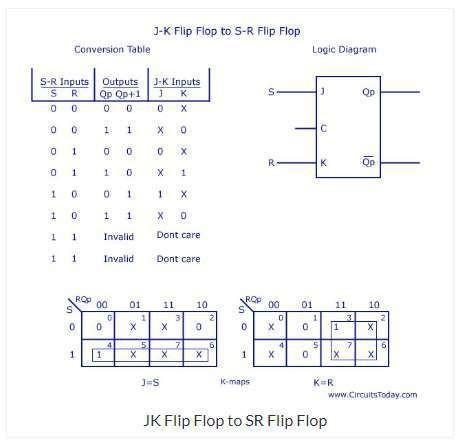 J-K Flip Flop to S-R Flip Flop
Conversion Table
Logic Diagram
S-R Inputs Outputs J-K Inputs
S R Qp Qp+1 J K
0 0 0 0 0 X
0 0 1 1 X 0
0 1 0 0 0 X
0 1 1 0 X 1
1 0 0 1 1 X
1 0 1 1 X 0
1 1 Invalid Dont care
1 1 Invalid Dont care
S J Qp
C
R K Qp
RQp
S 00 01 11 10
0 1 3 2
0 0 X X 0
4 5 7 6
1 1 X X X
J=S
K-maps
RQp
S 00 01 11 10
0 1 3 2
0 X 0 1 X
4 5 7 6
1 X 0 X X
K=R
www.CircuitsToday.com
JK Flip Flop to SR Flip Flop